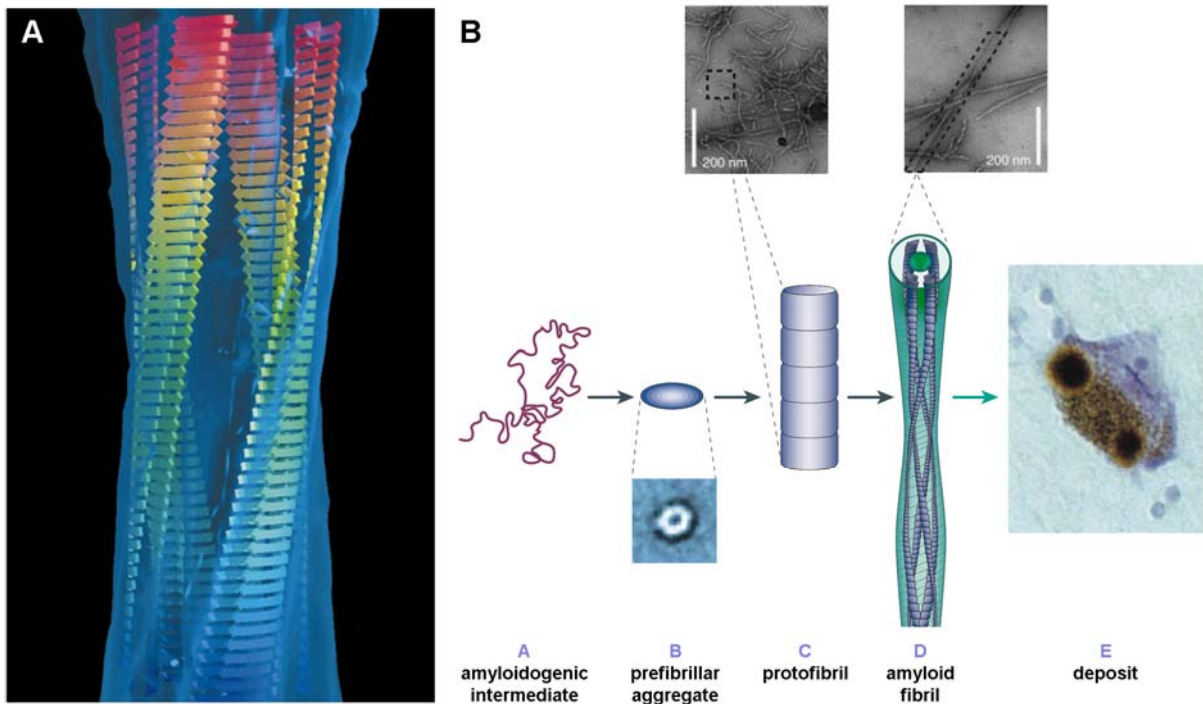 A
B
200 nm
200 nm
A
B
C
D
E
amyloidogenic
intermediate
prefibrillar
aggregate
protofibril
amyloid
fibril
deposit